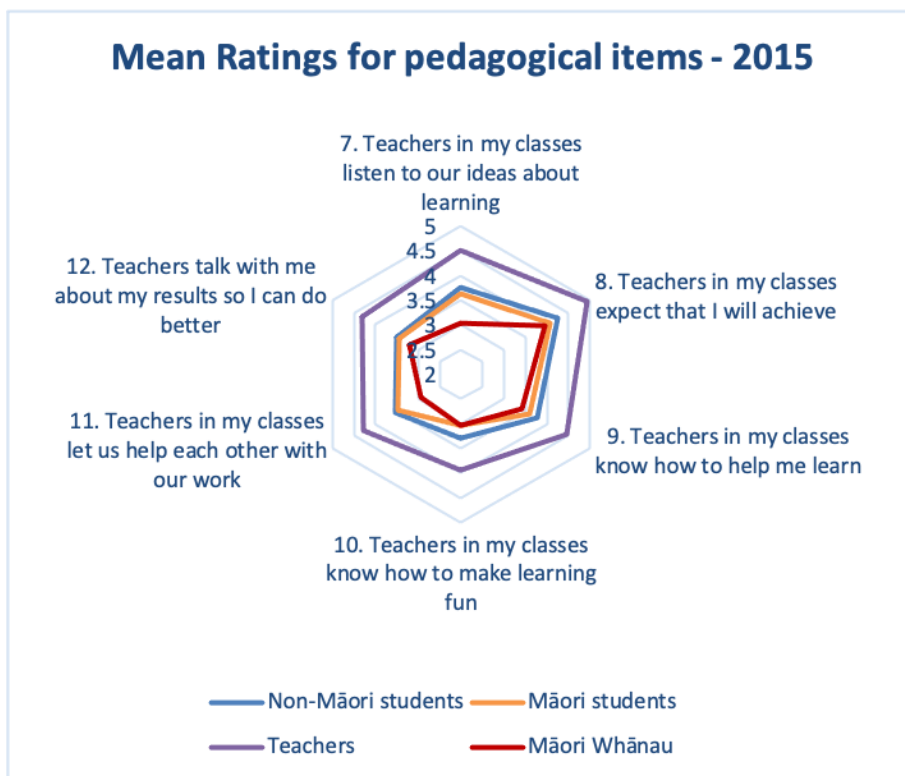 Mean Ratings for pedagogical items - 2015
7. Teachers in my classes
listen to our ideas about
learning
5
4.5
4
3.5
3
2.5
2
8. Teachers in my classes
expect that I will achieve
9. Teachers in my classes
know how to help me learn
10. Teachers in my classes
know how to make learning
fun
11. Teachers in my classes
let us help each other with
our work
12. Teachers talk with me
about my results so I can do
better
Non-Māori students
Māori students
Teachers
Māori Whānau